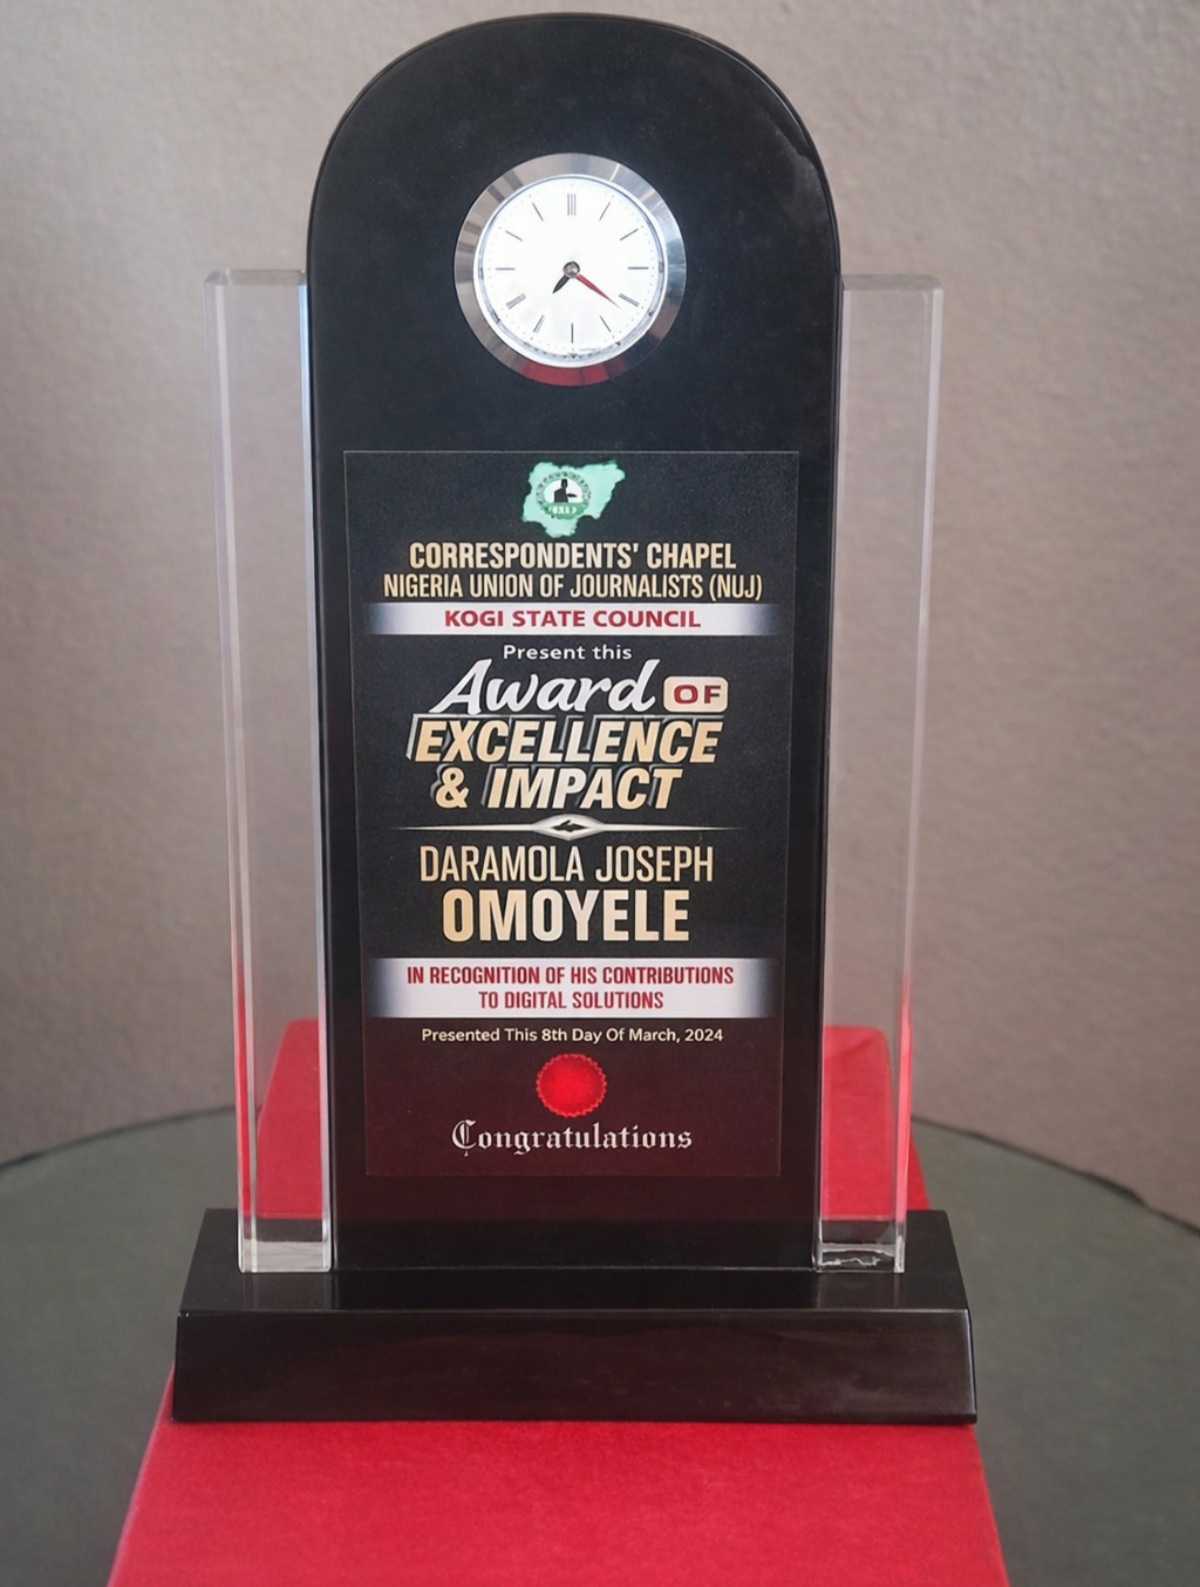 CORRESPONDENTS' CHAPEL
NIGERIA UNION OF JOURNALISTS (NUJ)
KOGI STATE COUNCIL
Present this
Award OF
EXCELLENCE
& IMPACT
DARAMOLA JOSEPH
OMOYELE
IN RECOGNITION OF HIS CONTRIBUTIONS
TO DIGITAL SOLUTIONS
Presented This 8th Day Of March, 2024
Congratulations